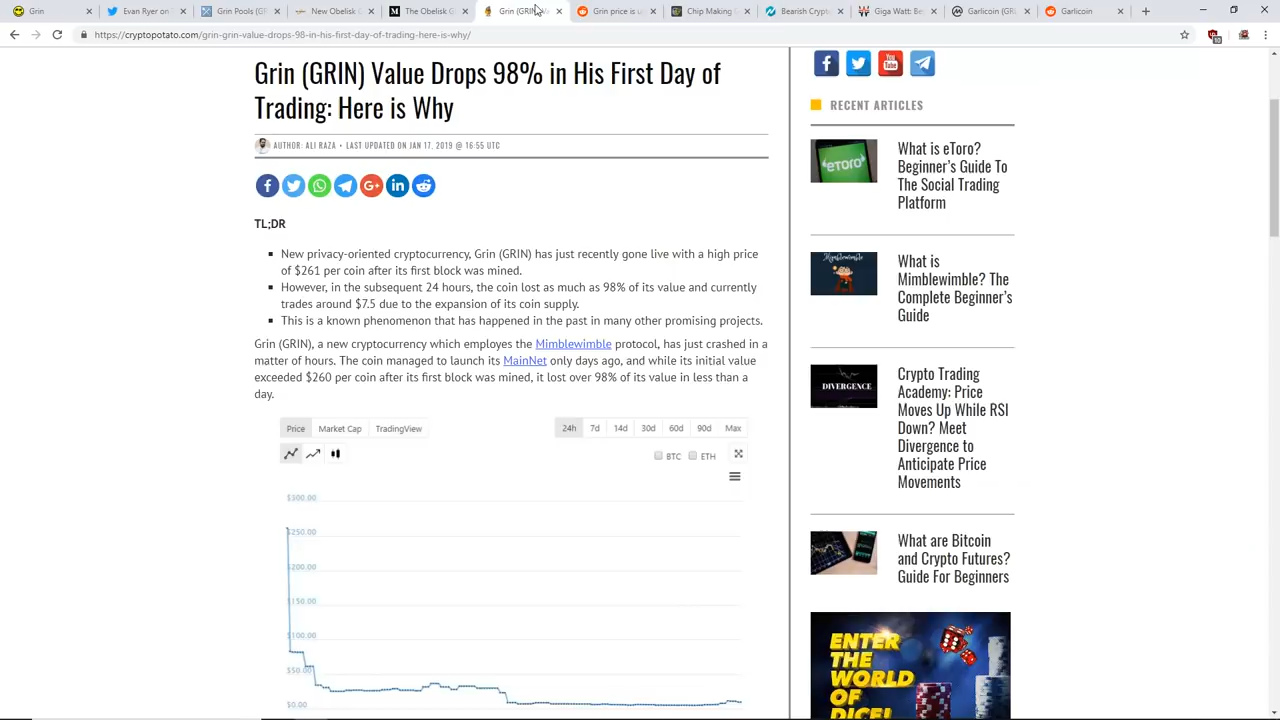 Grin
Evan Ryer on
Grin Pools (GR
New Obelisk G
The Obelisk G
Grin (GRIN)
Grin price is u
Chip Making G
Bearish Crypto
Giga Watt: Be
Garlicoin (GRL
Garlicoin
https://cryptopotato.com/grin-grin-value-drops-98-in-his-first-day-of-trading-here-is-why/
Grin (GRIN) Value Drops 98% in His First Day of
Trading: Here is Why
AUTHOR: ALI RAZA • LAST UPDATED ON JAN 17, 2019 @ 16:55 UTC
TL;DR
New privacy-oriented cryptocurrency, Grin (GRIN) has just recently gone live with a high price
of $261 per coin after its first block was mined.
However, in the subsequent 24 hours, the coin lost as much as 98% of its value and currently
trades around $7.5 due to the expansion of its coin supply.
This is a known phenomenon that has happened in the past in many other promising projects.
Grin (GRIN), a new cryptocurrency which employes the Mimblewimble protocol, has just crashed in a
matter of hours. The coin managed to launch its MainNet only days ago, and while its initial value
exceeded $260 per coin after its first block was mined, it lost over 98% of its value in less than a
day.
Price Market Cap TradingView
24h 7d 14d 30d 60d 90d Max
BTC ETH
$300.00
$250.00
$200.00
$150.00
$100.00
$50.00
$0.00
You Tube
RECENT ARTICLES
eToro
What is eToro?
Beginner's Guide To
The Social Trading
Platform
Mimblewimble
What is
Mimblewimble? The
Complete Beginner's
Guide
DIVERGENCE
Crypto Trading
Academy: Price
Moves Up While RSI
Down? Meet
Divergence to
Anticipate Price
Movements
What are Bitcoin
and Crypto Futures?
Guide For Beginners
ENTER
THE
WORLD
OF
DICE!